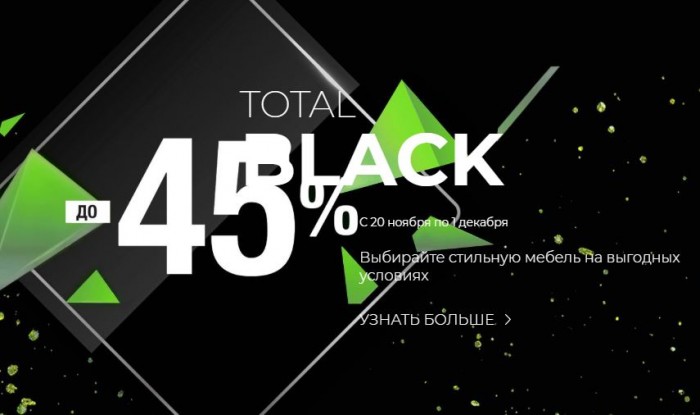 TOTAL
BLACK
ДО
-45%
С 20 ноября по 1 декабря
Выбирайте стильную мебель на выгодных
условиях
УЗНАТЬ БОЛЬШЕ >